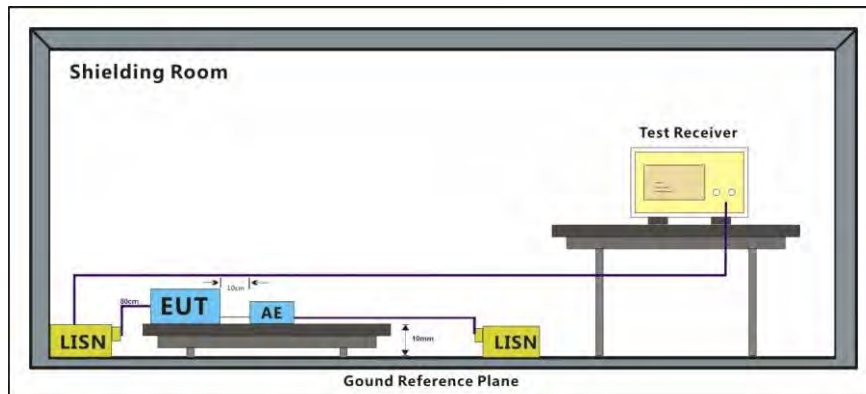 Shielding Room
Test Receiver
10cm
80cm
EUT
AE
LISN
10mm
LISN
Gound Reference Plane